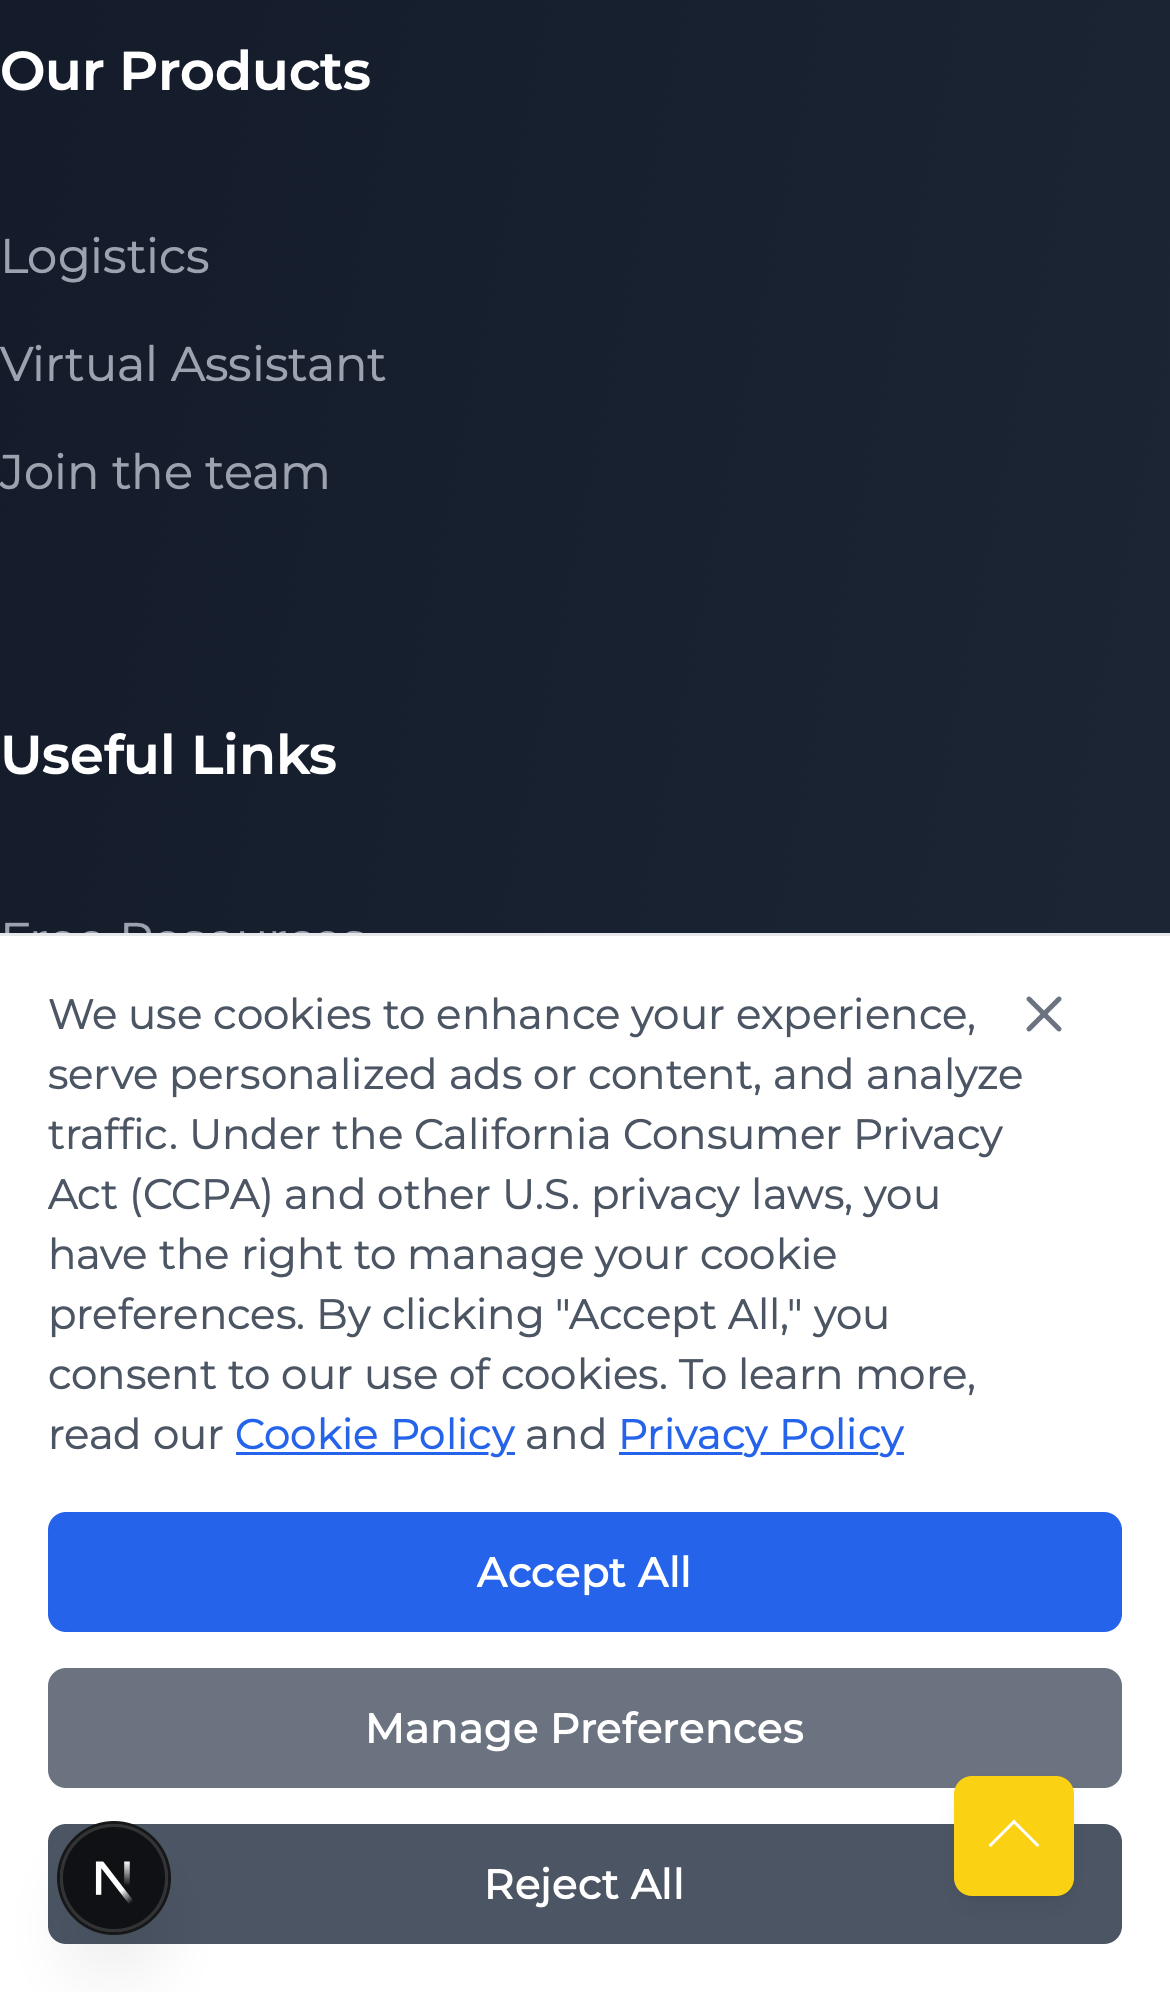 Our Products
Logistics
Virtual Assistant
Join the team
Useful Links
Free Resources
We use cookies to enhance your experience,
serve personalized ads or content, and analyze
traffic. Under the California Consumer Privacy
Act (CCPA) and other U.S. privacy laws, you
have the right to manage your cookie
preferences. By clicking "Accept All," you
consent to our use of cookies. To learn more,
read our Cookie Policy and Privacy Policy
Accept All
Manage Preferences
Reject All
N